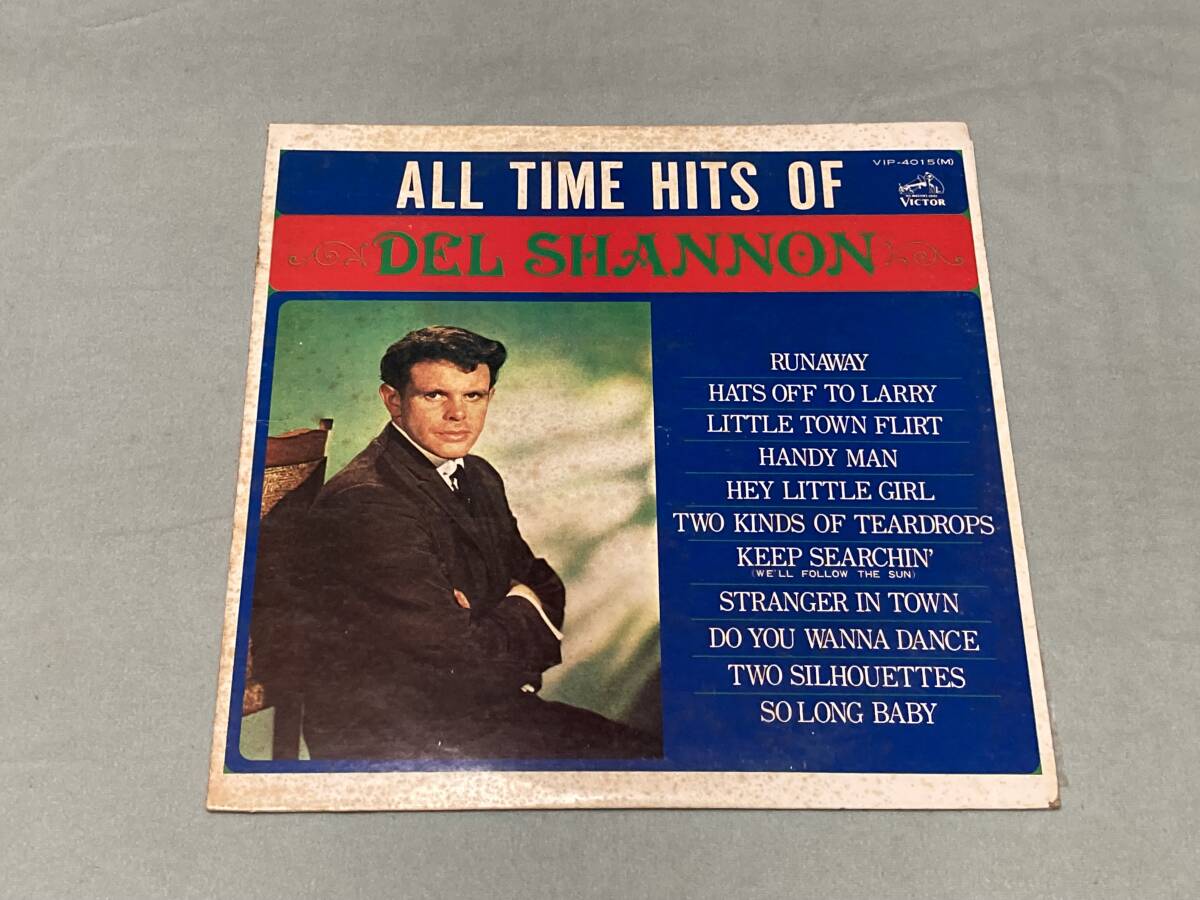 VIP-4015(M)
ALL TIME HITS OF
VICTOR
DEL SHANNON
RUNAWAY
HATS OFF TO LARRY
LITTLE TOWN FLIRT
HANDY MAN
HEY LITTLE GIRL
TWO KINDS OF TEARDROPS
KEEP SEARCHIN'
(WE'LL FOLLOW THE SUN)
STRANGER IN TOWN
DO YOU WANNA DANCE
TWO SILHOUETTES
SO LONG BABY